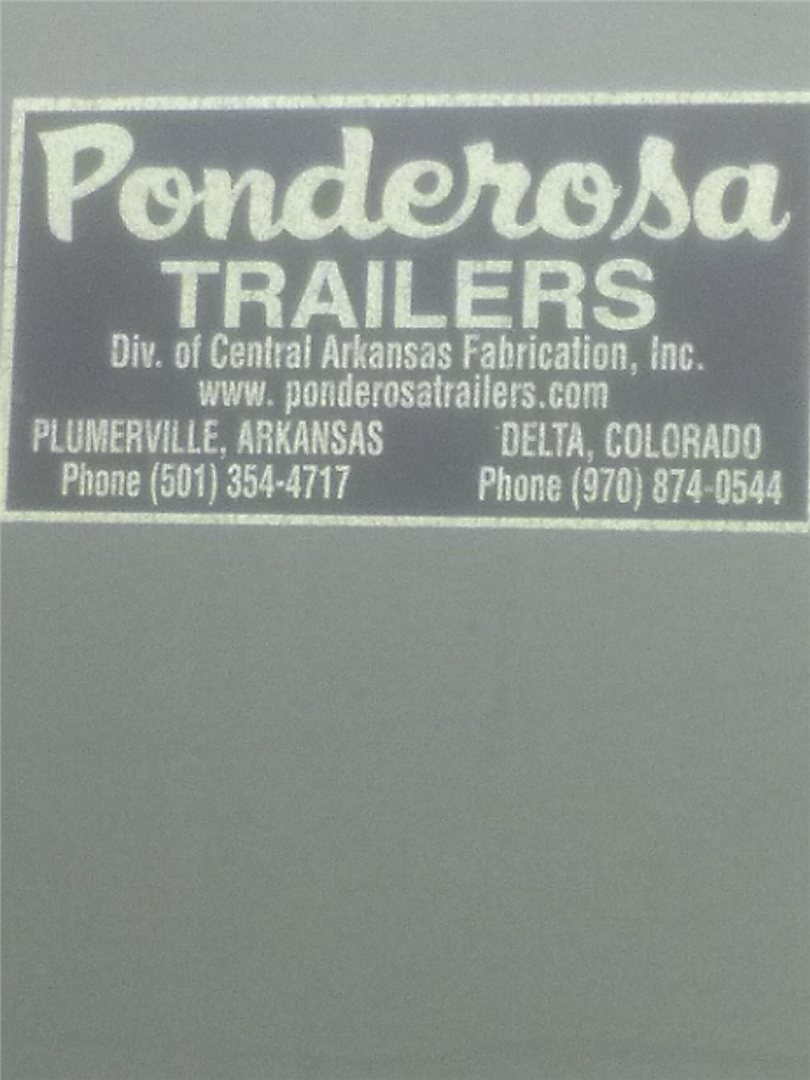 Ponderosa
TRAILERS
Div. of Central Arkansas Fabrication, Inc.
www. ponderosatrailers.com
PLUMERVILLE, ARKANSAS DELTA, COLORADO
Phone (501) 354-4717 Phone (970) 874-0544